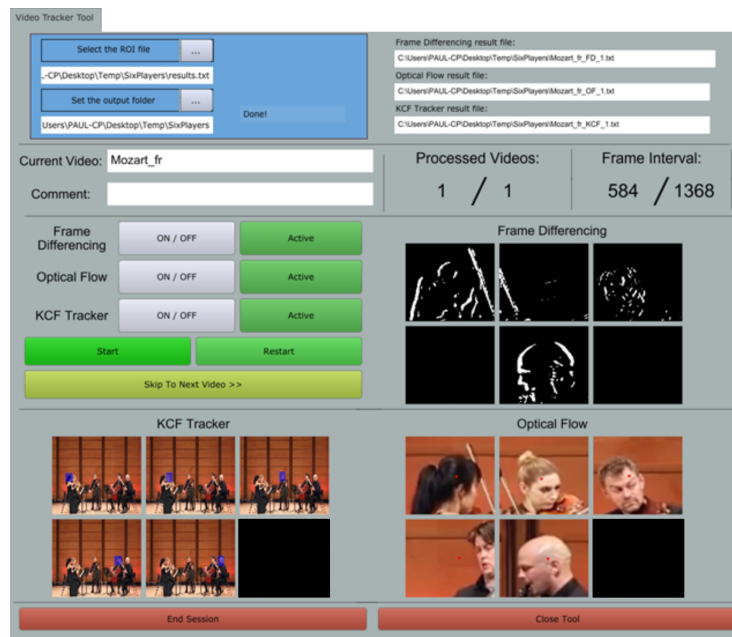 Video Tracker Tool
Select the ROI file
...
..-CP\Desktop\Temp\SixPlayers\results.txt
Set the output folder
...
Users\PAUL-CP\Desktop\Temp\SixPlayers
Done!
Frame Differencing result file:
C:\Users\PAUL-CP\Desktop\Temp\SixPlayers\Mozart_fr_FD_1.txt
Optical Flow result file:
C:\Users\PAUL-CP\Desktop\Temp\SixPlayers\Mozart_fr_OF_1.txt
KCF Tracker result file:
C:\Users\PAUL-CP\Desktop\Temp\SixPlayers\Mozart_fr_KCF_1.txt
Current Video: Mozart_fr
Comment:
Processed Videos:
1 / 1
Frame Interval:
584 / 1368
Frame
Differencing
ON / OFF
Active
Optical Flow
ON / OFF
Active
KCF Tracker
ON / OFF
Active
Start
Restart
Skip To Next Video >>
Frame Differencing
KCF Tracker
Optical Flow
End Session
Close Tool